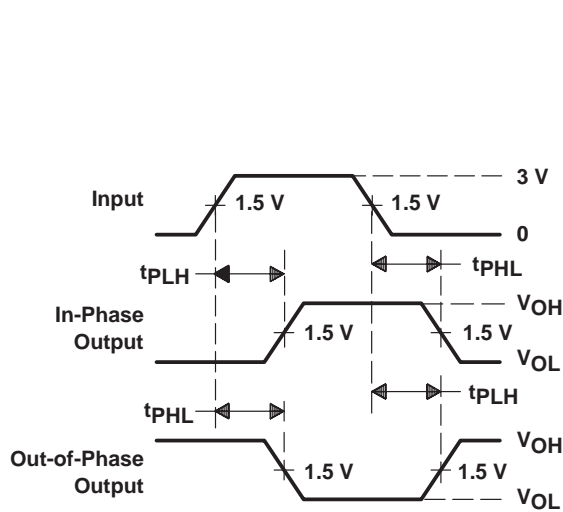 3 V
Input
1.5 V
1.5 V
0
tPLH
tPHL
VOH
In-Phase
Output
1.5 V
1.5 V
VOL
tPLH
tPHL
VOH
Out-of-Phase
Output
1.5 V
1.5 V
VOL